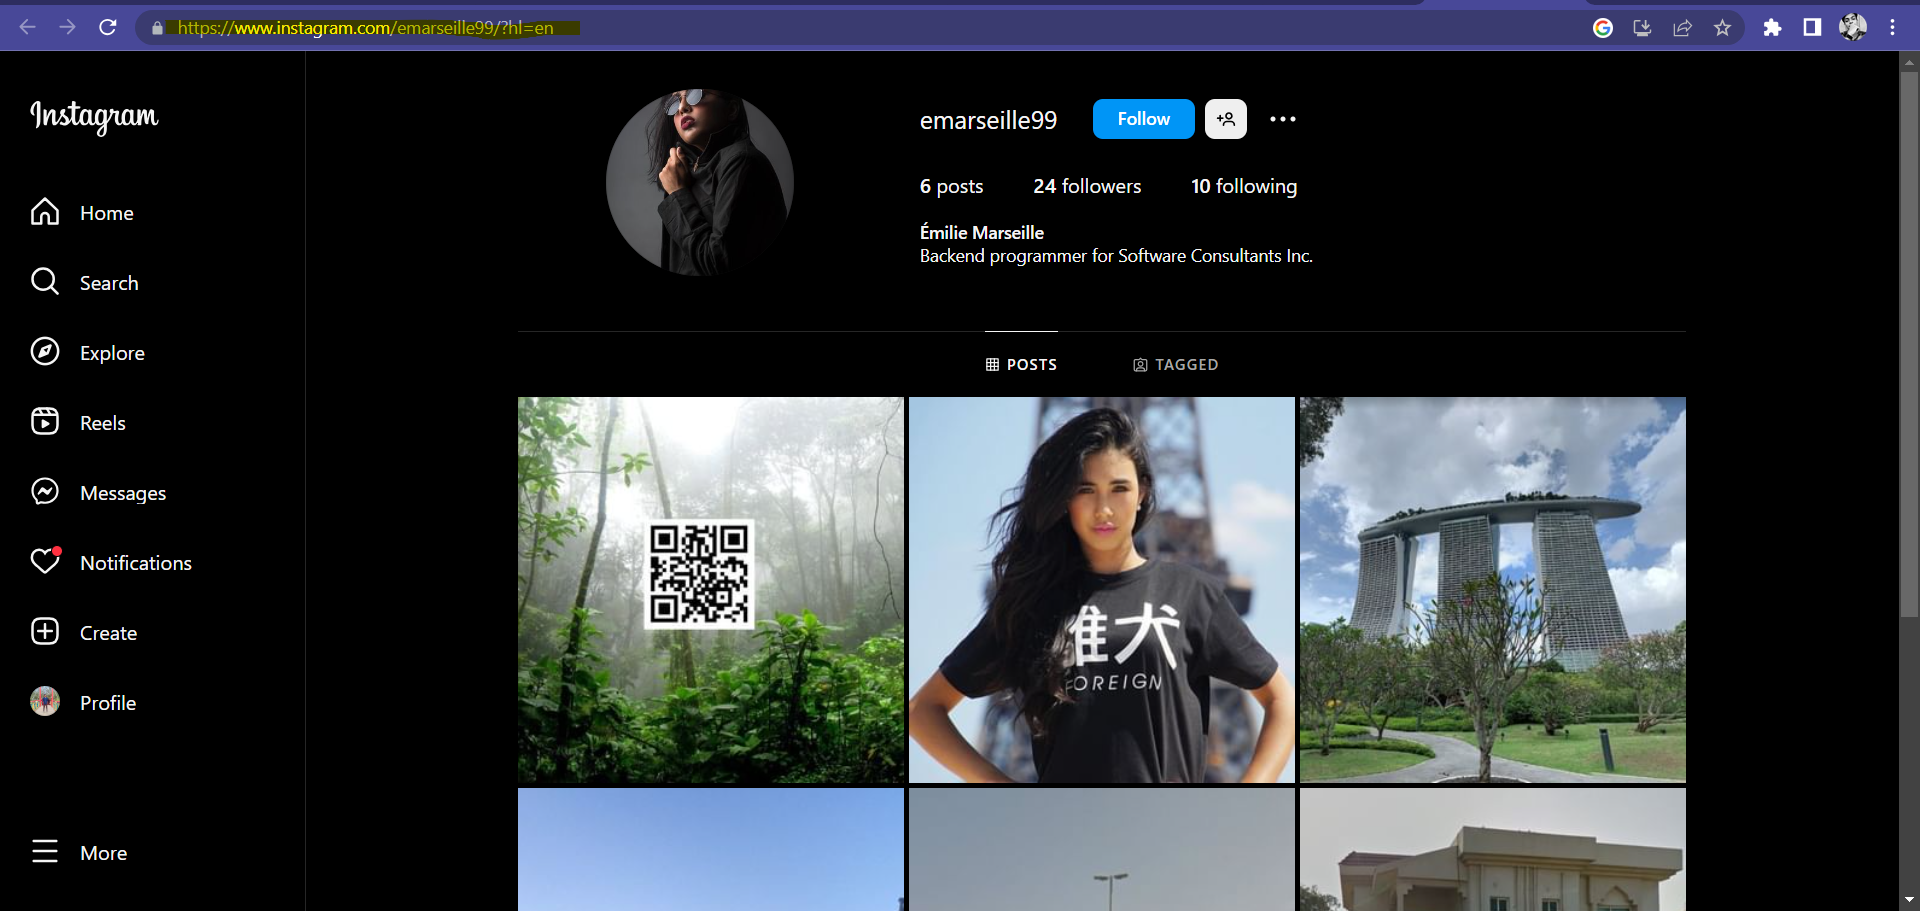 https://www.instagram.com/emarseille99/?hl=en
Instagram
emarseille99
Follow
6 posts
24 followers
10 following
Émilie Marseille
Backend programmer for Software Consultants Inc.
Home
Search
Explore
Reels
Messages
Notifications
Create
Profile
More
POSTS
TAGGED
犬
FOREIGN